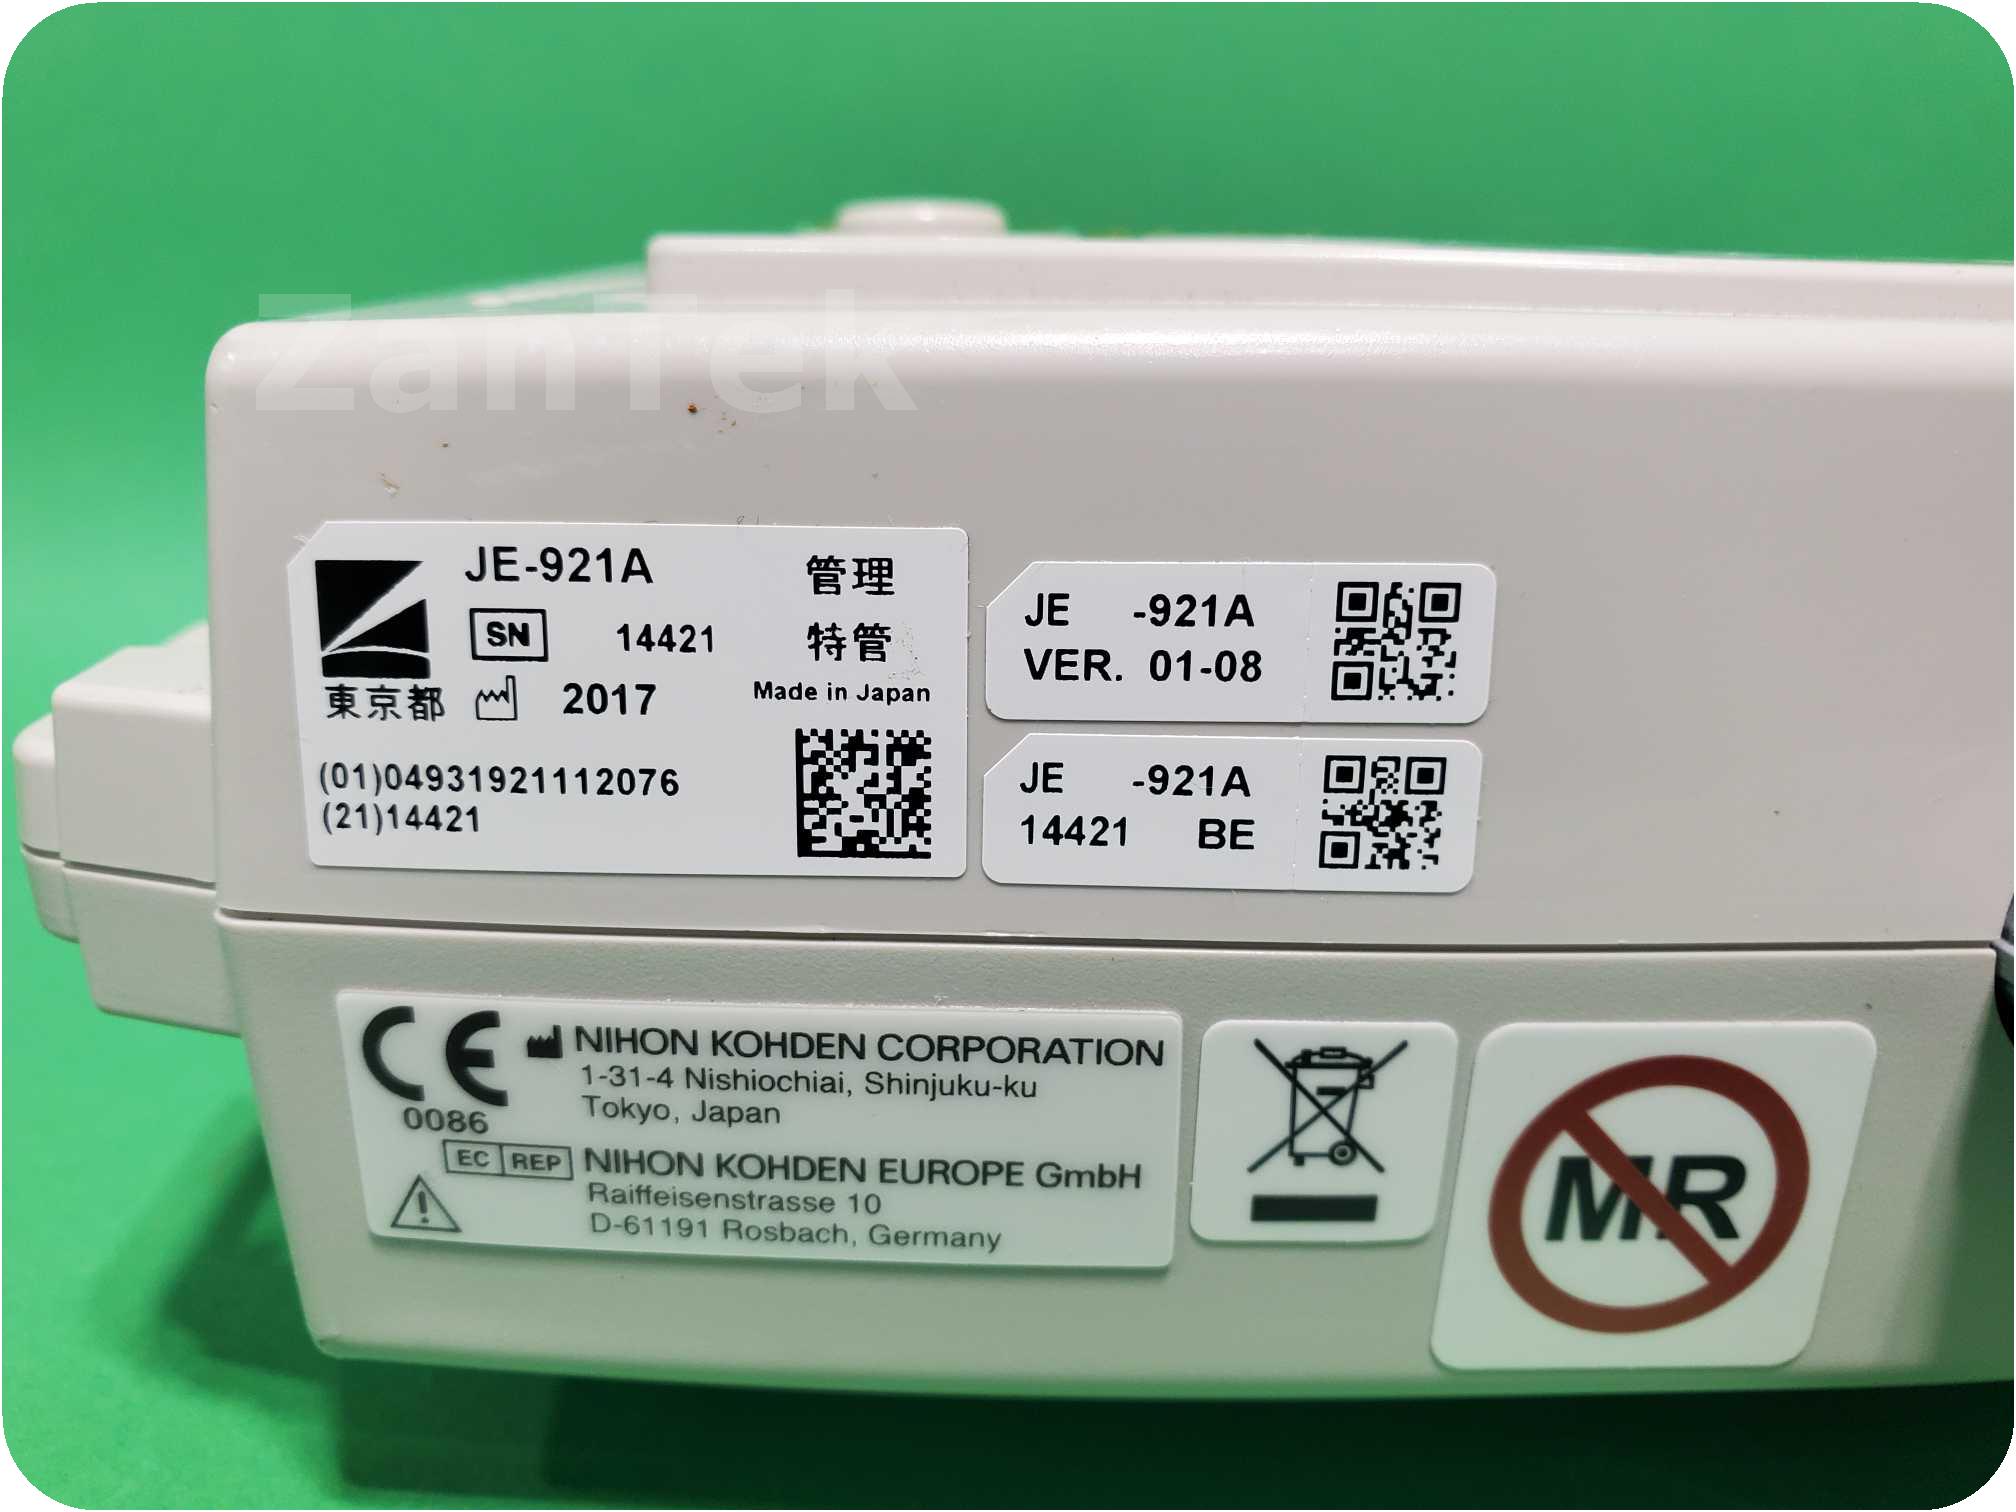 ZanTek
JE-921A
管理
SN 14421
特管
東京都 2017
Made in Japan
(01)04931921112076
(21)14421
JE -921A
VER. 01-08
JE -921A
14421 BE
CE
0086
NIHON KOHDEN CORPORATION
1-31-4 Nishiochiai, Shinjuku-ku
Tokyo, Japan
EC REP NIHON KOHDEN EUROPE GmbH
Raiffeisenstrasse 10
D-61191 Rosbach, Germany
MR